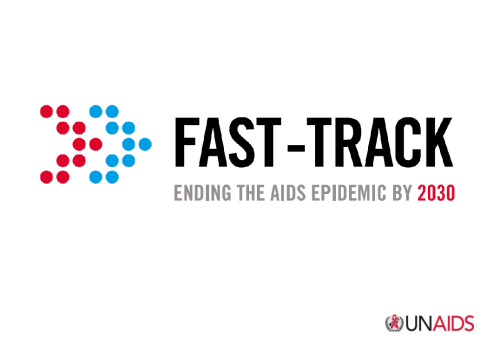 FAST-TRACK
ENDING THE AIDS EPIDEMIC BY 2030
UNAIDS